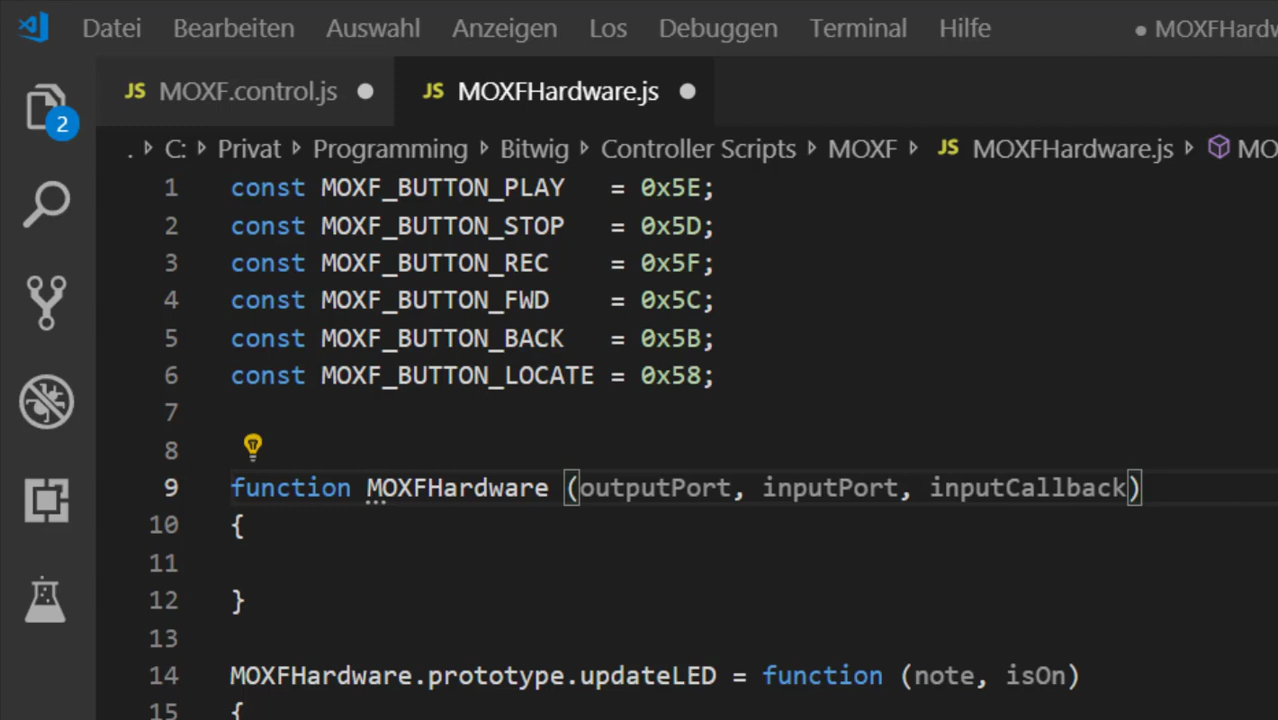 Datei Bearbeiten Auswahl Anzeigen Los Debuggen Terminal Hilfe ● MOXFHardw
JS MOXF.control.js ● JS MOXFHardware.js ●
2
. > C: > Privat > Programming > Bitwig > Controller Scripts > MOXF > JS MOXFHardware.js > MO
1 const MOXF_BUTTON_PLAY   = 0x5E;
2 const MOXF_BUTTON_STOP   = 0x5D;
3 const MOXF_BUTTON_REC    = 0x5F;
4 const MOXF_BUTTON_FWD    = 0x5C;
5 const MOXF_BUTTON_BACK   = 0x5B;
6 const MOXF_BUTTON_LOCATE = 0x58;
7
8
9 function MOXFHardware (outputPort, inputPort, inputCallback)
10 {
11
12 }
13
14 MOXFHardware.prototype.updateLED = function (note, isOn)
15 {